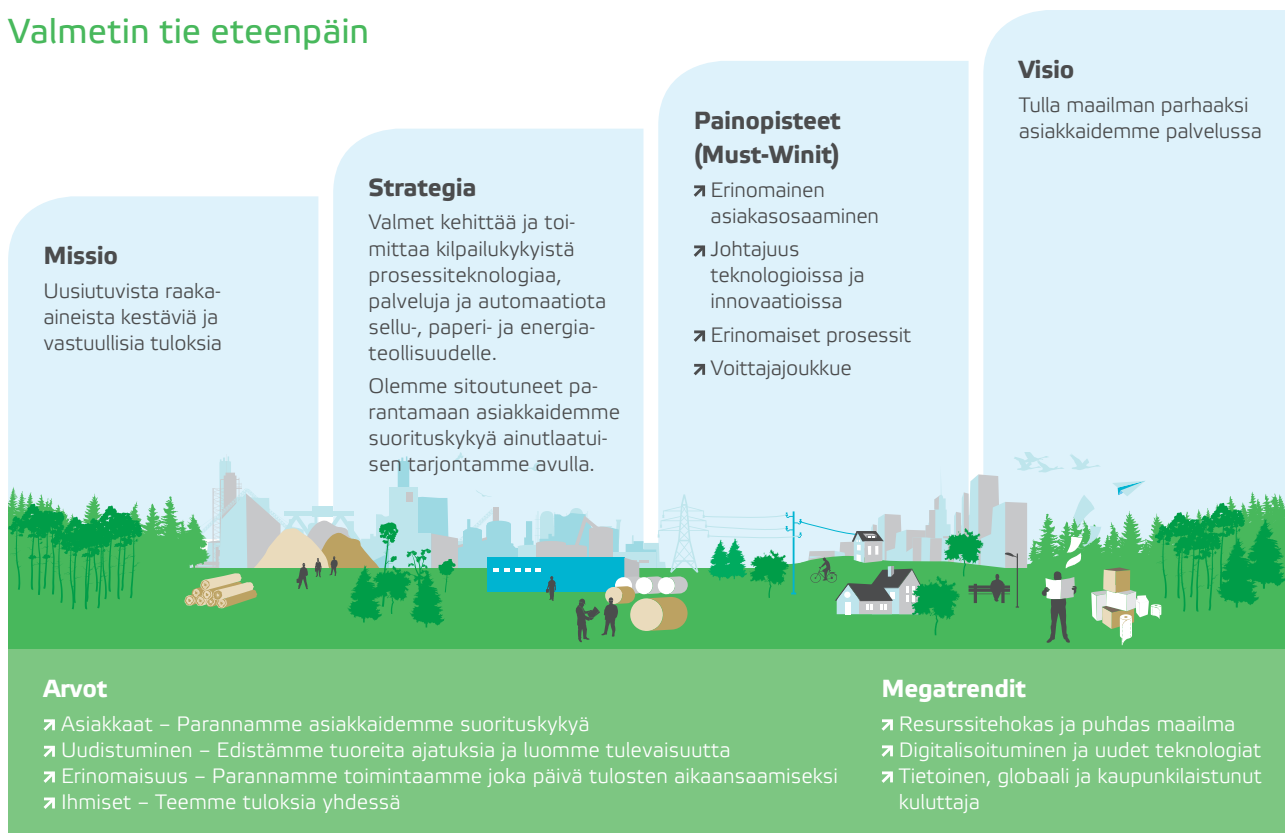 Valmetin tie eteenpäin
Missio
Uusiutuvista raaka-
aineista kestäviä ja
vastuullisia tuloksia
Strategia
Valmet kehittää ja toi-
mittaa kilpailukykyistä
prosessiteknologiaa,
palveluja ja automaatiota
sellu-, paperi- ja energia-
teollisuudelle.
Olemme sitoutuneet pa-
rantamaan asiakkaidemme
suorituskykyä ainutlaatui-
sen tarjontamme avulla.
Painopisteet
(Must-Winit)
Erinomainen
asiakasosaaminen
Johtajuus
teknologioissa ja
innovaatioissa
Erinomaiset prosessit
Voittajajoukkue
Visio
Tulla maailman parhaaksi
asiakkaidemme palvelussa
Arvot
Asiakkaat – Parannamme asiakkaidemme suorituskykyä
Uudistuminen – Edistämme tuoreita ajatuksia ja luomme tulevaisuutta
Erinomaisuus – Parannamme toimintaamme joka päivä tulosten aikaansaamiseksi
Ihmiset – Teemme tuloksia yhdessä
Megatrendit
Resurssitehokas ja puhdas maailma
Digitalisoituminen ja uudet teknologiat
Tietoinen, globaali ja kaupunkilaistunut
kuluttaja